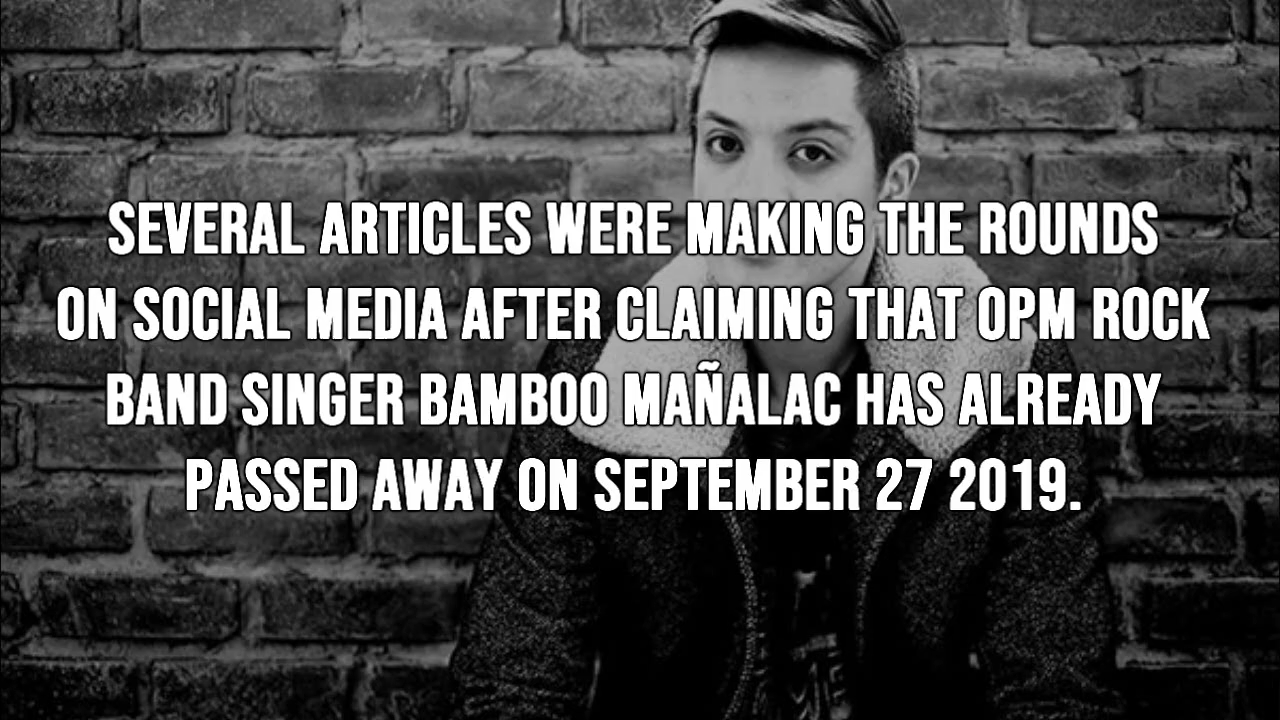 SEVERAL ARTICLES WERE MAKING THE ROUNDS
ON SOCIAL MEDIA AFTER CLAIMING THAT OPM ROCK
BAND SINGER BAMBOO MAÑALAC HAS ALREADY
PASSED AWAY ON SEPTEMBER 27 2019.